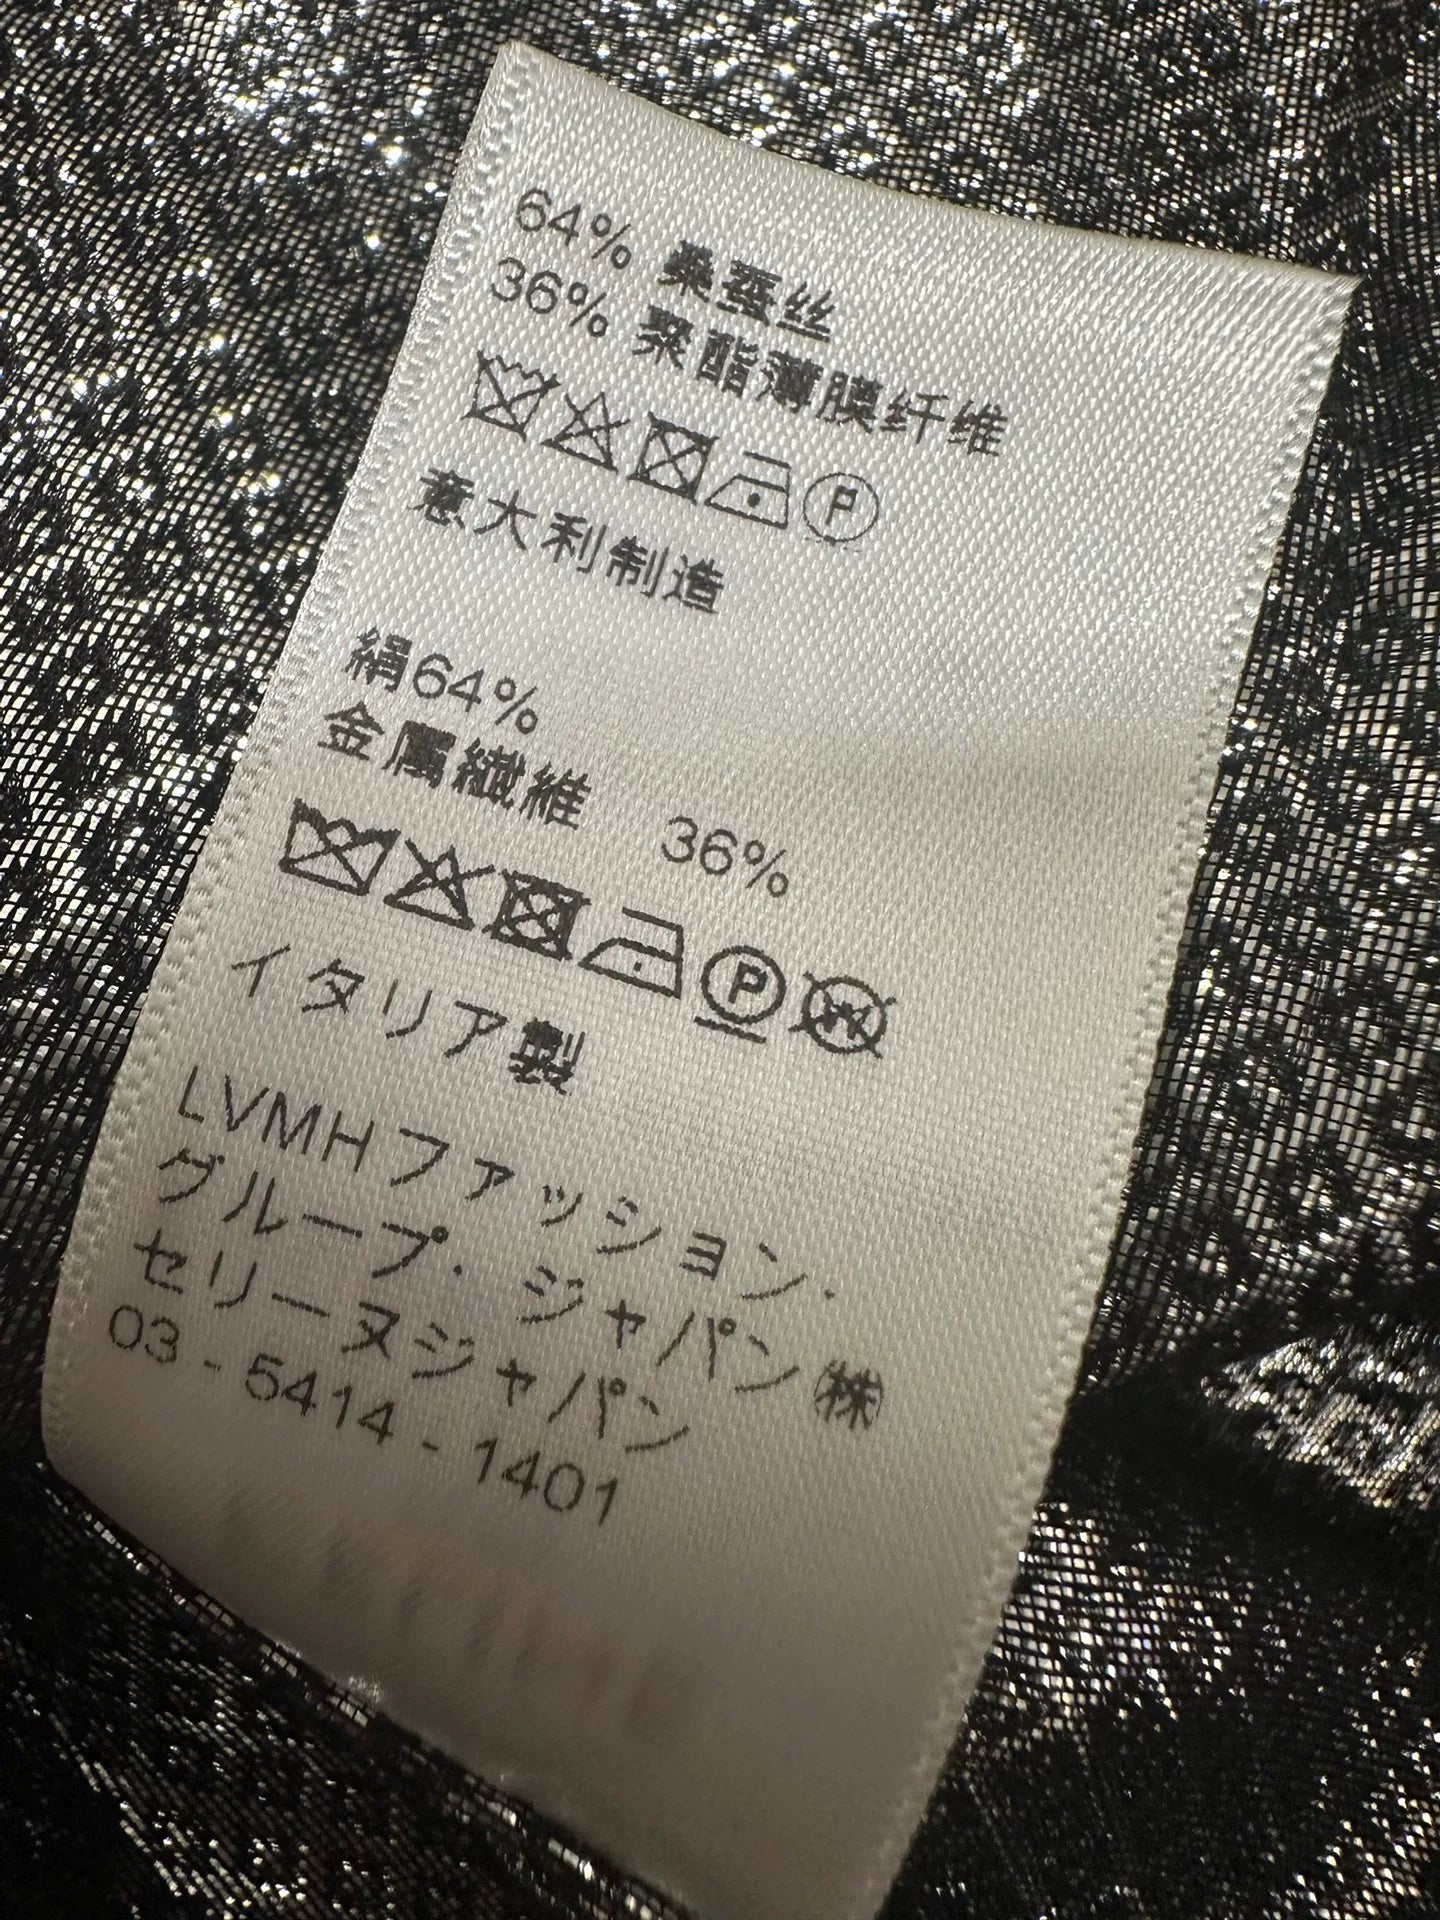 64% 桑蚕丝
36% 聚酯薄膜纤维
P
意大利制造
絹64%
金属繊維 36%
P W
イタリア製
LVMHファッション・
グループ・ジャパン㈱
セリーヌジャパン
03-5414-1401